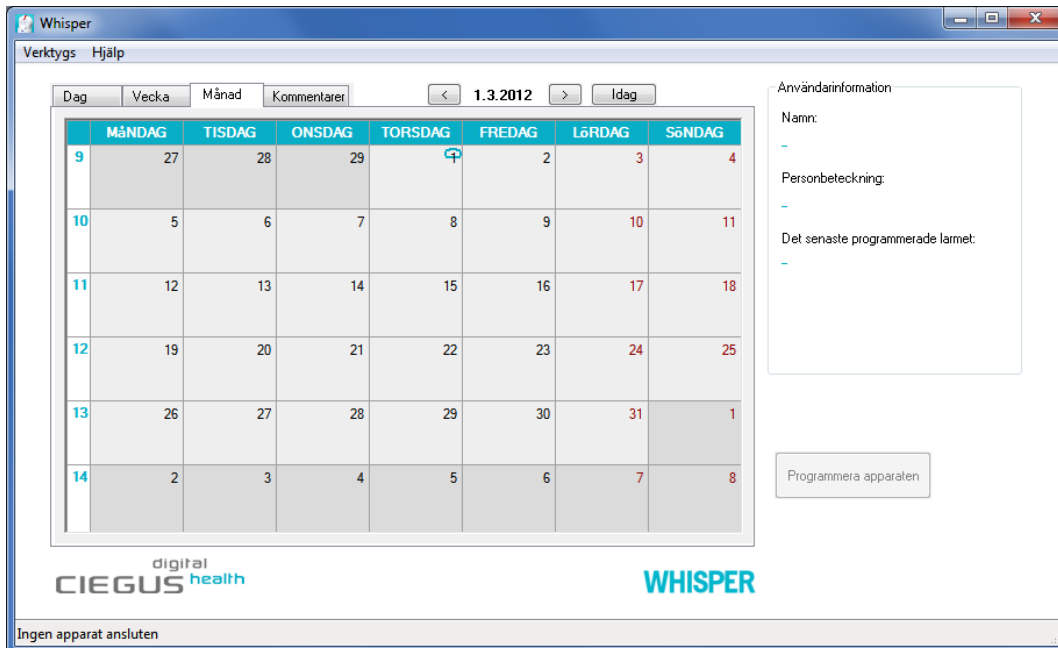 Whisper
Verktygs Hjälp
Dag Vecka Månad Kommentarer < 1.3.2012 > Idag
MåNDAG TISDAG ONSDAG TORSDAG FREDAG LöRDAG SöNDAG
9 27 28 29 1 2 3 4
10 5 6 7 8 9 10 11
11 12 13 14 15 16 17 18
12 19 20 21 22 23 24 25
13 26 27 28 29 30 31 1
14 2 3 4 5 6 7 8
Användarinformation
Namn:
–
Personbeteckning:
–
Det senaste programmerade larmet:
–
Programmera apparaten
digital
CIEGUS health
WHISPER
Ingen apparat ansluten